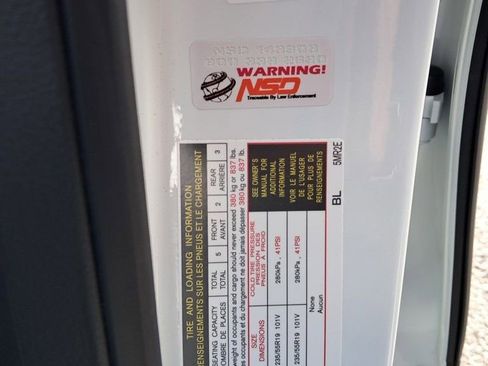 WARNING!
NSD
Traceable By Law Enforcement
TIRE AND LOADING INFORMATION
RENSEIGNEMENTS SUR LES PNEUS ET LE CHARGEMENT
SEATING CAPACITY TOTAL 5 FRONT 2 REAR 3
NOMBRE DE PLACES TOTAL AVANT ARRIÈRE
weight of occupants and cargo should never exceed 380 kg or 837 lbs.
des occupants et du chargement ne doit jamais dépasser 380 kg ou 837 lb.
SIZE
DIMENSIONS
COLD TIRE PRESSURE
PRESSION DES
PNEUS A FROID
SEE OWNER'S
MANUAL FOR
ADDITIONAL
INFORMATION
VOIR LE MANUEL
DE L'USAGER
POUR PLUS DE
RENSEIGNEMENTS
235/55R19 101V 280kPa, 41PSI
235/55R19 101V 280kPa, 41PSI
None
Aucun
BL 5MR2E